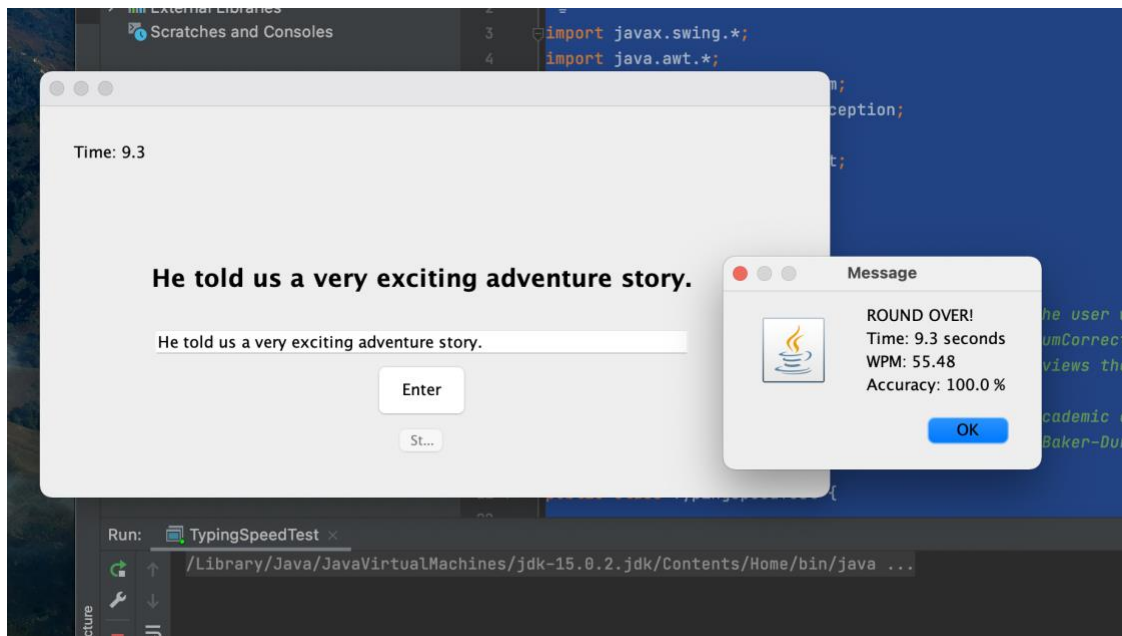 External Libraries
Scratches and Consoles
3 import javax.swing.*;
4 import java.awt.*;
m;
ception;
t;
Time: 9.3
He told us a very exciting adventure story.
He told us a very exciting adventure story.
Enter
St...
Message
ROUND OVER!
Time: 9.3 seconds
WPM: 55.48
Accuracy: 100.0 %
OK
he user
umCorrec
views th
cademic
Baker-Du
Run: TypingSpeedTest
/Library/Java/JavaVirtualMachines/jdk-15.0.2.jdk/Contents/Home/bin/java ...
cture